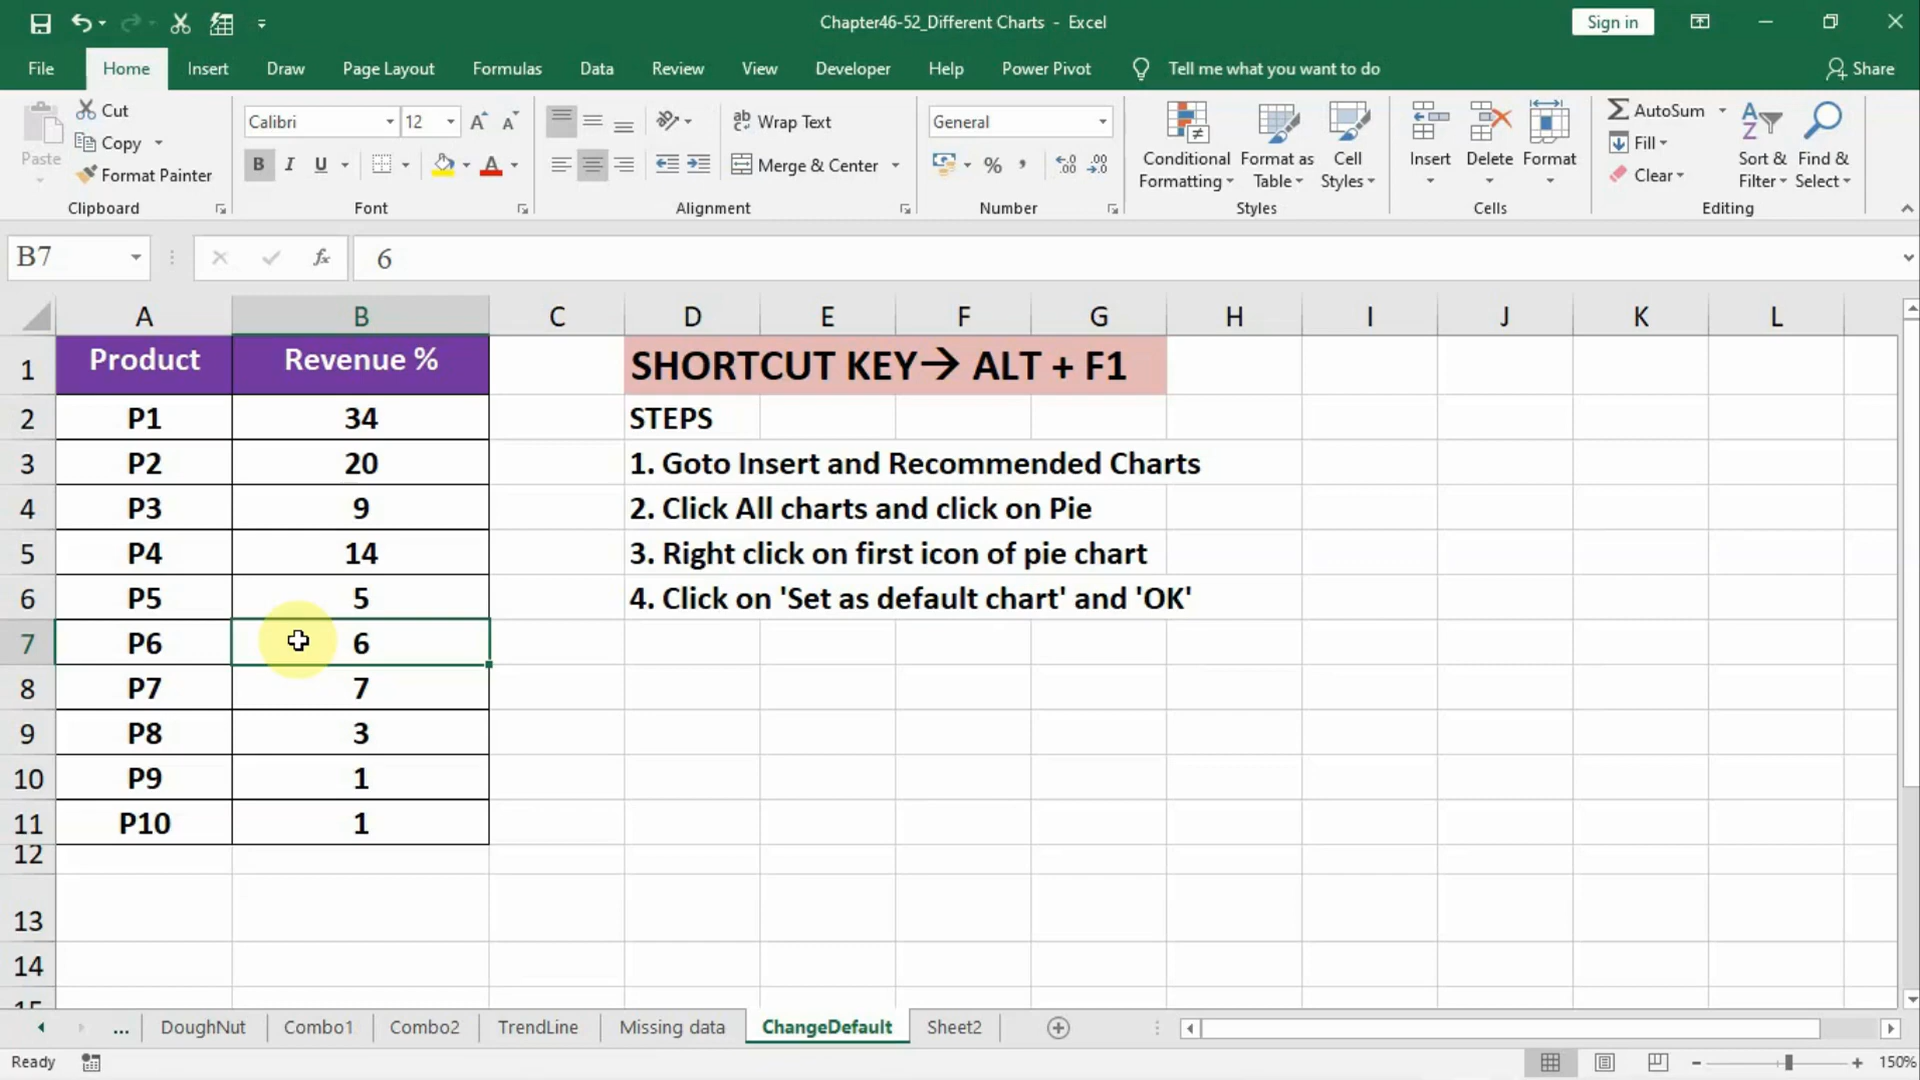 Chapter46-52_Different Charts - Excel
Sign in
File Home Insert Draw Page Layout Formulas Data Review View Developer Help Power Pivot Tell me what you want to do Share
Paste
Cut
Copy
Format Painter
Clipboard
Calibri 12
B I U
Font
Wrap Text
Merge & Center
Alignment
General
%
Number
Conditional Formatting
Format as Table
Cell Styles
Styles
Insert Delete Format
Cells
AutoSum
Fill
Clear
Sort & Filter
Find & Select
Editing
B7 fx 6
A B C D E F G H I J K L
1 Product Revenue % SHORTCUT KEY→ ALT + F1
2 P1 34 STEPS
3 P2 20 1. Goto Insert and Recommended Charts
4 P3 9 2. Click All charts and click on Pie
5 P4 14 3. Right click on first icon of pie chart
6 P5 5 4. Click on 'Set as default chart' and 'OK'
7 P6 6
8 P7 7
9 P8 3
10 P9 1
11 P10 1
12
13
14
15
... DoughNut Combo1 Combo2 TrendLine Missing data ChangeDefault Sheet2
Ready 150%